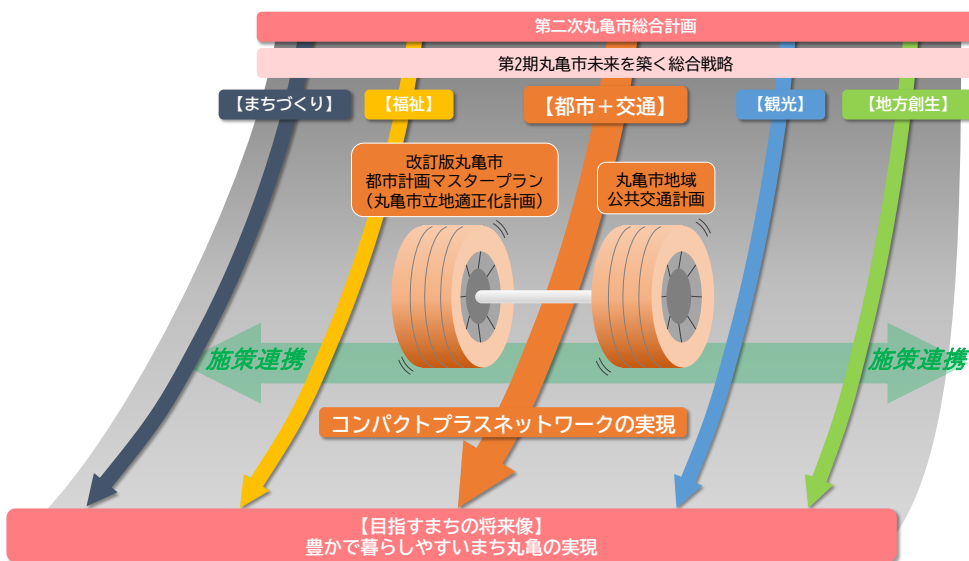 第二次丸亀市総合計画
第2期丸亀市未来を築く総合戦略
【まちづくり】
【福祉】
【都市＋交通】
【観光】
【地方創生】
改訂版丸亀市
都市計画マスタープラン
（丸亀市立地適正化計画）
丸亀市地域
公共交通計画
施策連携
施策連携
コンパクトプラスネットワークの実現
【目指すまちの将来像】
豊かで暮らしやすいまち丸亀の実現